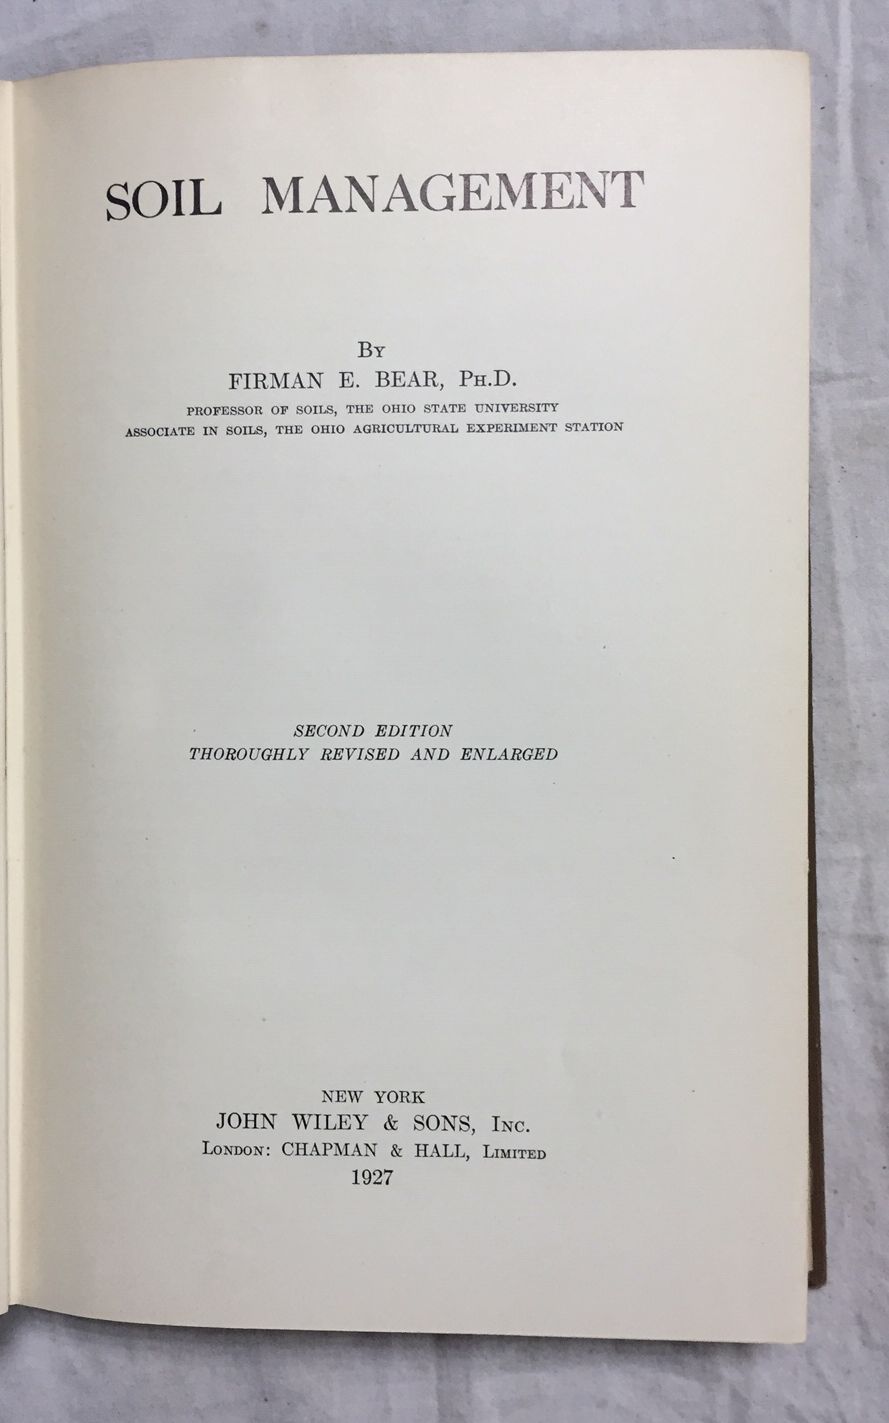 SOIL MANAGEMENT
By
FIRMAN E. BEAR, Ph.D.
PROFESSOR OF SOILS, THE OHIO STATE UNIVERSITY
ASSOCIATE IN SOILS, THE OHIO AGRICULTURAL EXPERIMENT STATION
SECOND EDITION
THOROUGHLY REVISED AND ENLARGED
NEW YORK
JOHN WILEY & SONS, Inc.
London: CHAPMAN & HALL, Limited
1927